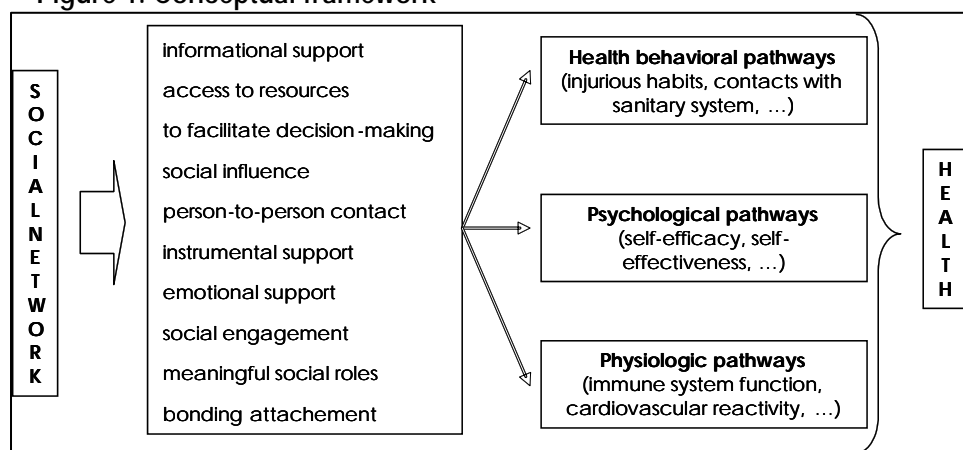 Figure 1: Conceptual framework
SOCIALNETWORK
informational support
access to resources
to facilitate decision-making
social influence
person-to-person contact
instrumental support
emotional support
social engagement
meaningful social roles
bonding attachement
Health behavioral pathways
(injurious habits, contacts with
sanitary system, …)
Psychological pathways
(self-efficacy, self-
effectiveness, …)
Physiologic pathways
(immune system function,
cardiovascular reactivity, …)
HEALTH